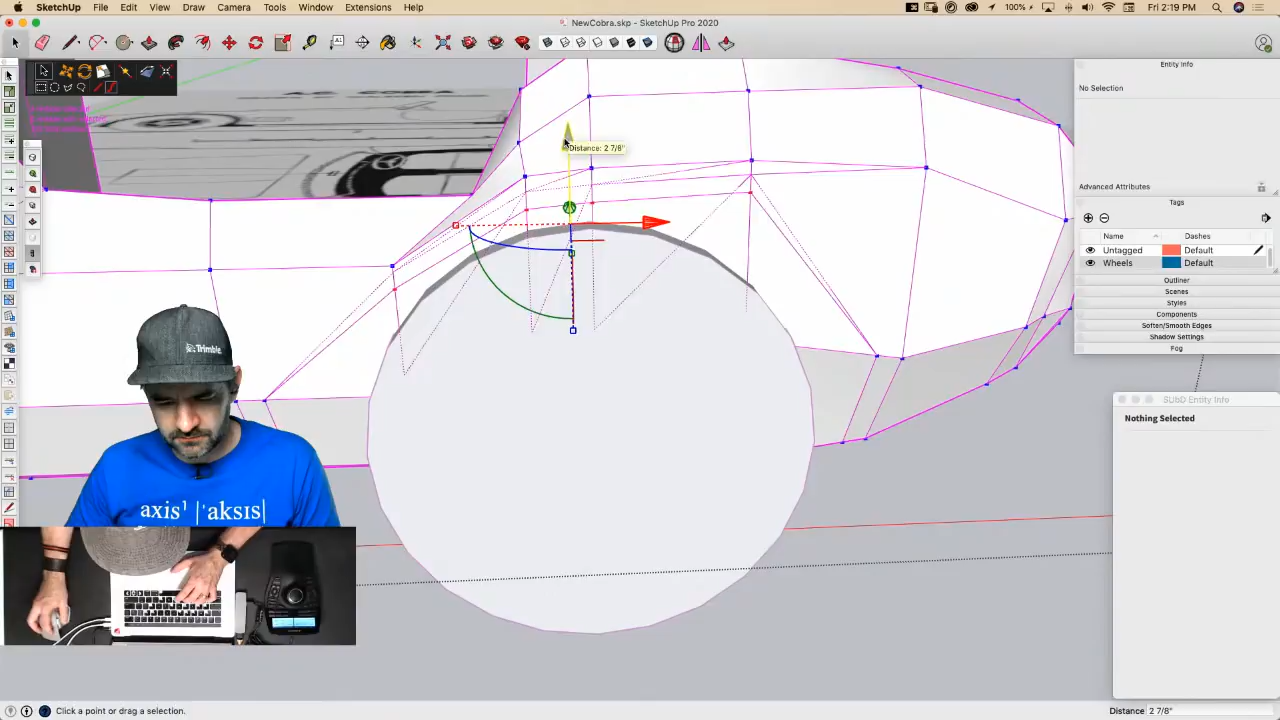 SketchUp File Edit View Draw Camera Tools Window Extensions Help 100% Fri 2:19 PM
NewCobra.skp - SketchUp Pro 2020
Entity Info
No Selection
Advanced Attributes
Tags
Name Dashes
Untagged Default
Wheels Default
Outliner
Scenes
Styles
Components
Soften/Smooth Edges
Shadow Settings
Fog
SUbD Entity Info
Nothing Selected
Distance: 2 7/8"
AC COBRA
Trimble.
axis¹ |ˈaksɪs|
Click a point or drag a selection.
Distance 2 7/8"